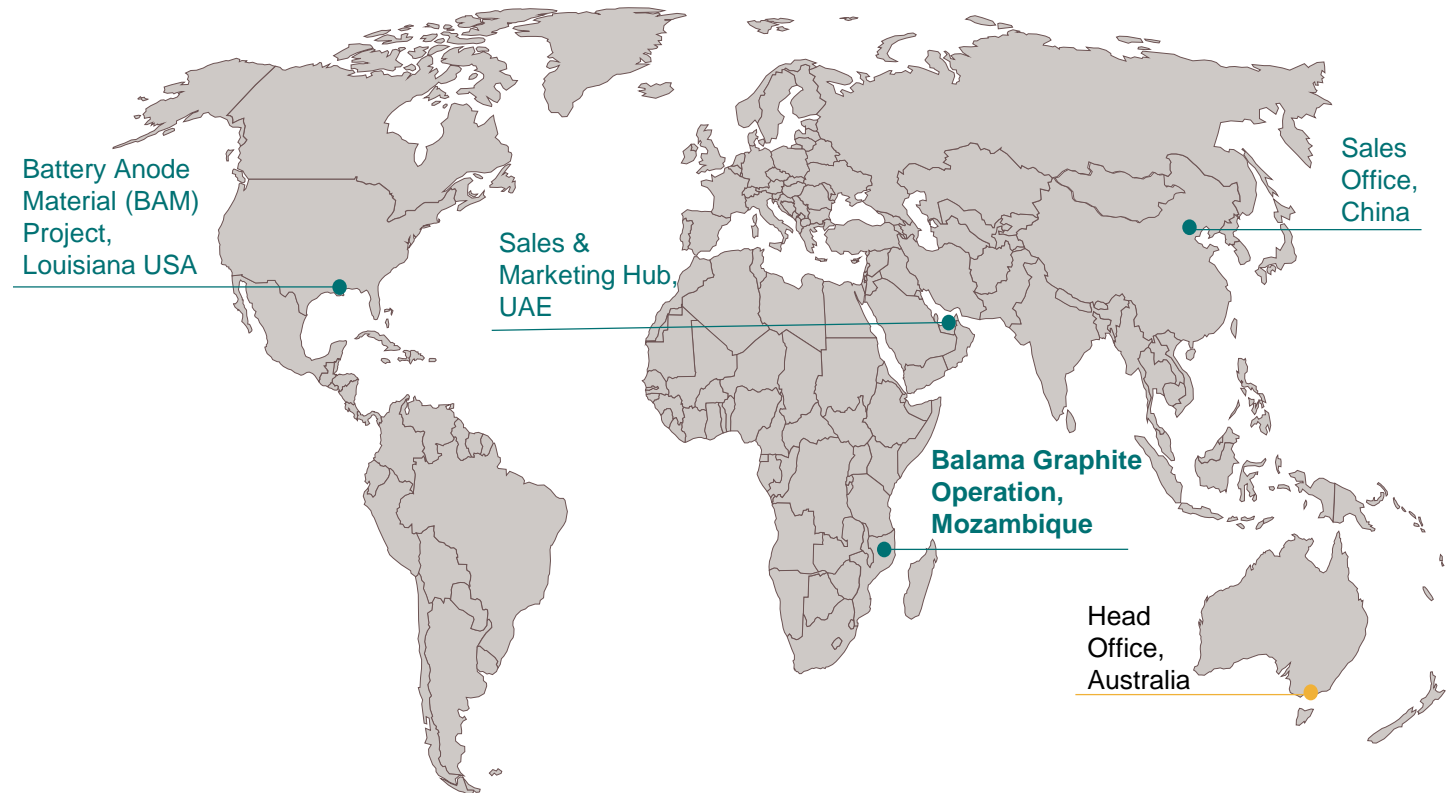 Battery Anode
Material (BAM)
Project,
Louisiana USA
Sales &
Marketing Hub,
UAE
Sales
Office,
China
Balama Graphite
Operation,
Mozambique
Head
Office,
Australia